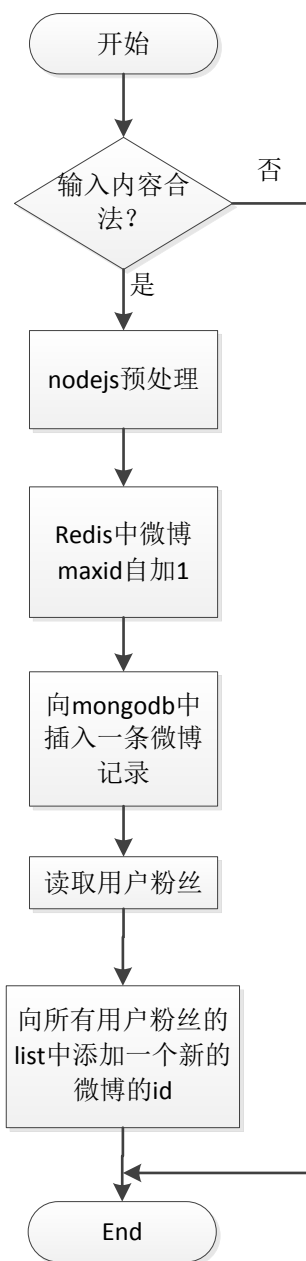 开始
输入内容合
法？
否
是
nodejs预处理
Redis中微博
maxid自加1
向mongodb中
插入一条微博
记录
读取用户粉丝
向所有用户粉丝的
list中添加一个新的
微博的id
End